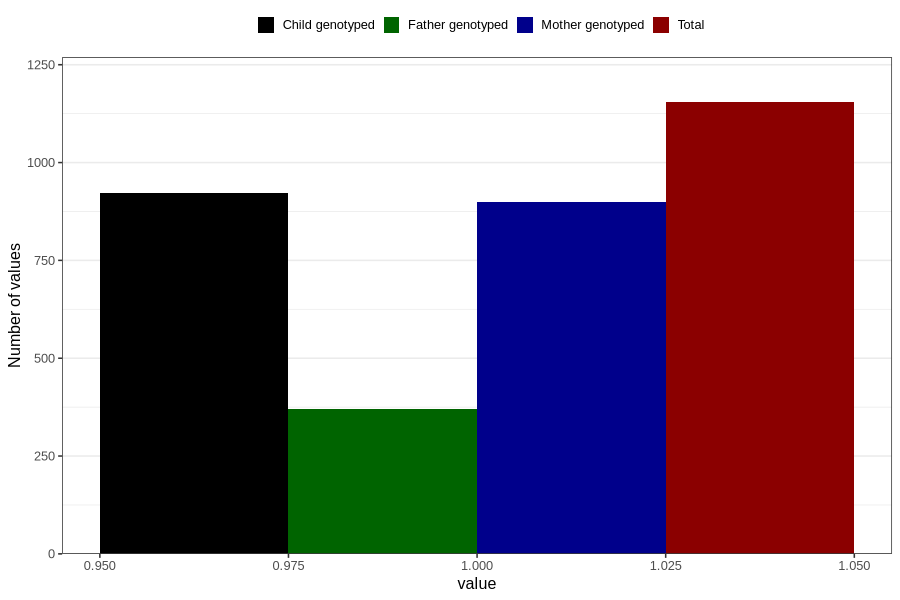 Child genotyped Father genotyped Mother genotyped Total
1250
1000
750
500
250
0
Number of values
0.950 0.975 1.000 1.025 1.050
value